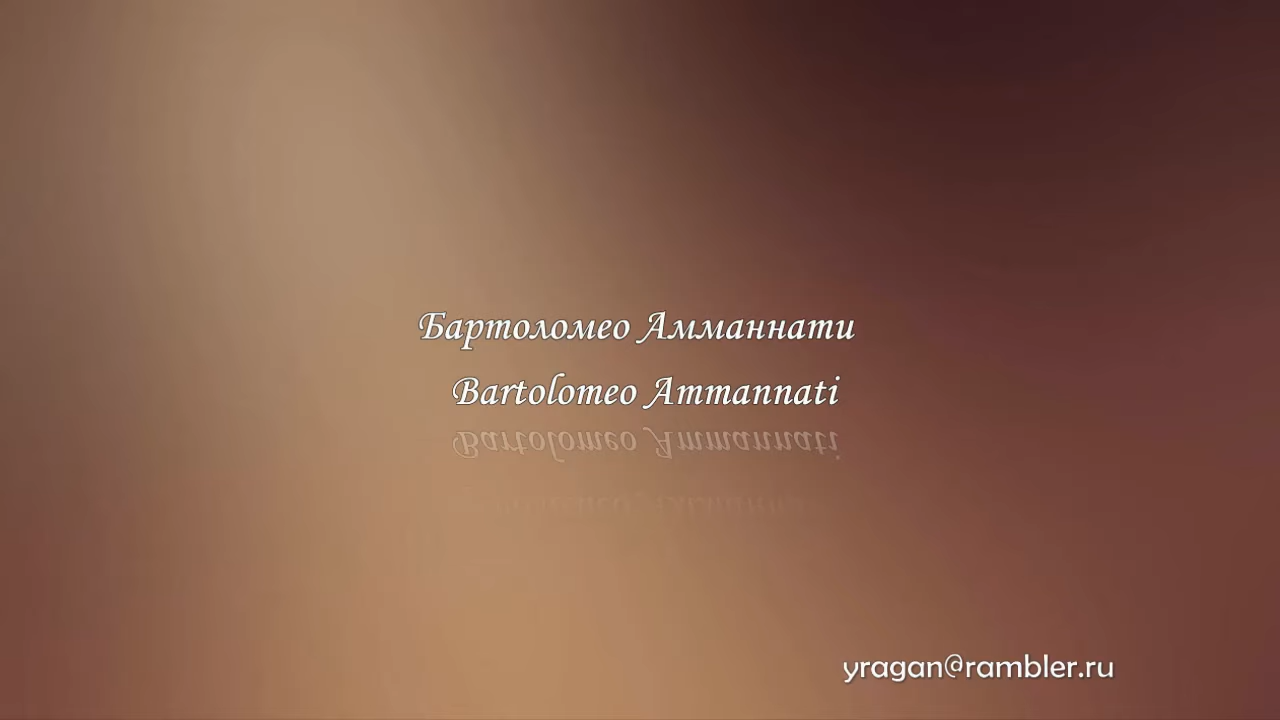 Бартоломео Амманнати
Bartolomeo Ammannati
yragan@rambler.ru